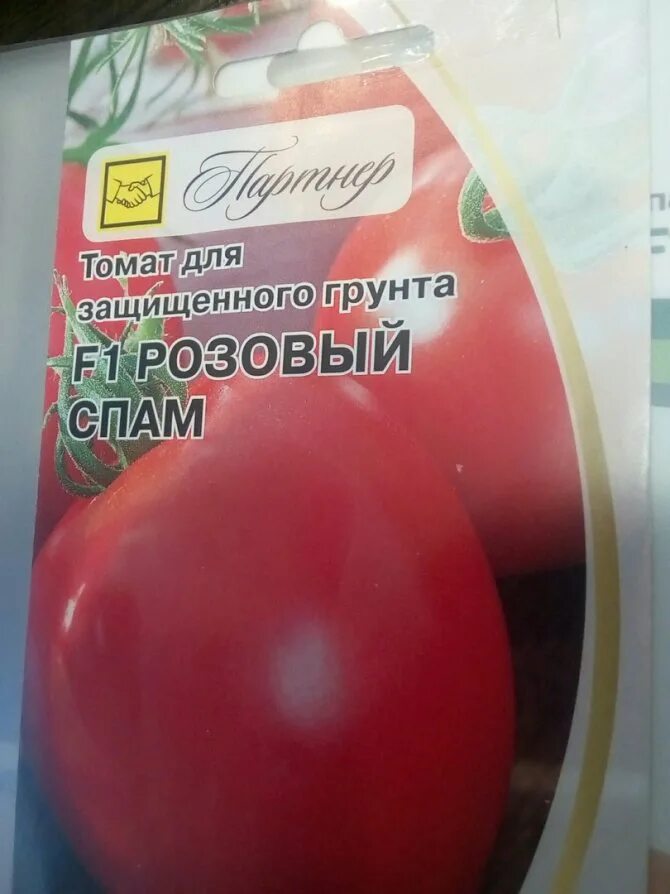 Партнер
Томат для
защищенного грунта
F1 РОЗОВЫЙ
СПАМ